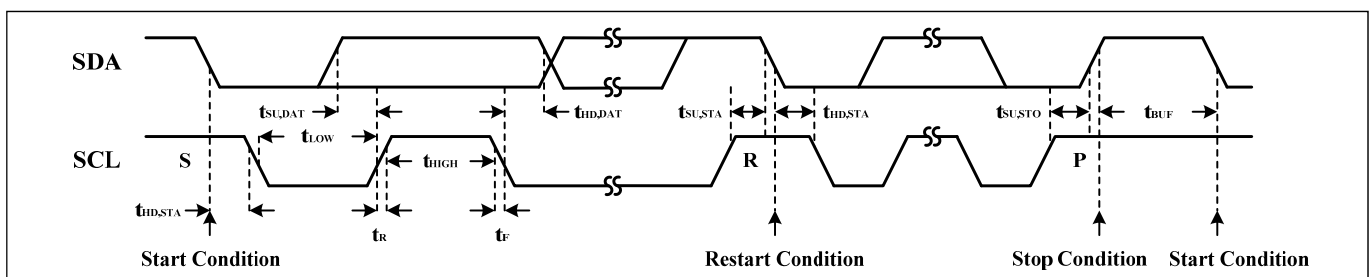 SDA
tSU,DAT
tHD,DAT
tSU,STA
tHD,STA
tSU,STO
tBUF
tLOW
SCL
S
tHIGH
R
P
tHD,STA
tR
tF
Start Condition
Restart Condition
Stop Condition
Start Condition